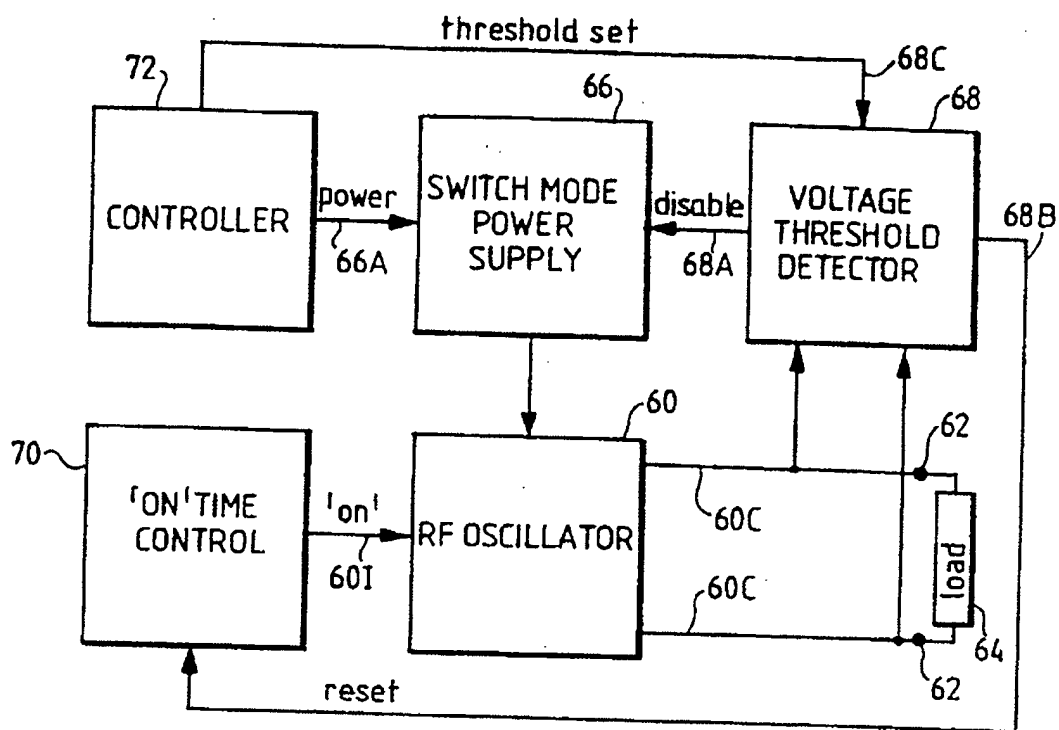 threshold set
72
66
68C
68
CONTROLLER
power
66A
SWITCH MODE
POWER
SUPPLY
disable
68A
VOLTAGE
THRESHOLD
DETECTOR
68B
70
'ON' TIME
CONTROL
'on'
60I
60
RF OSCILLATOR
60C
60C
62
load
64
62
reset